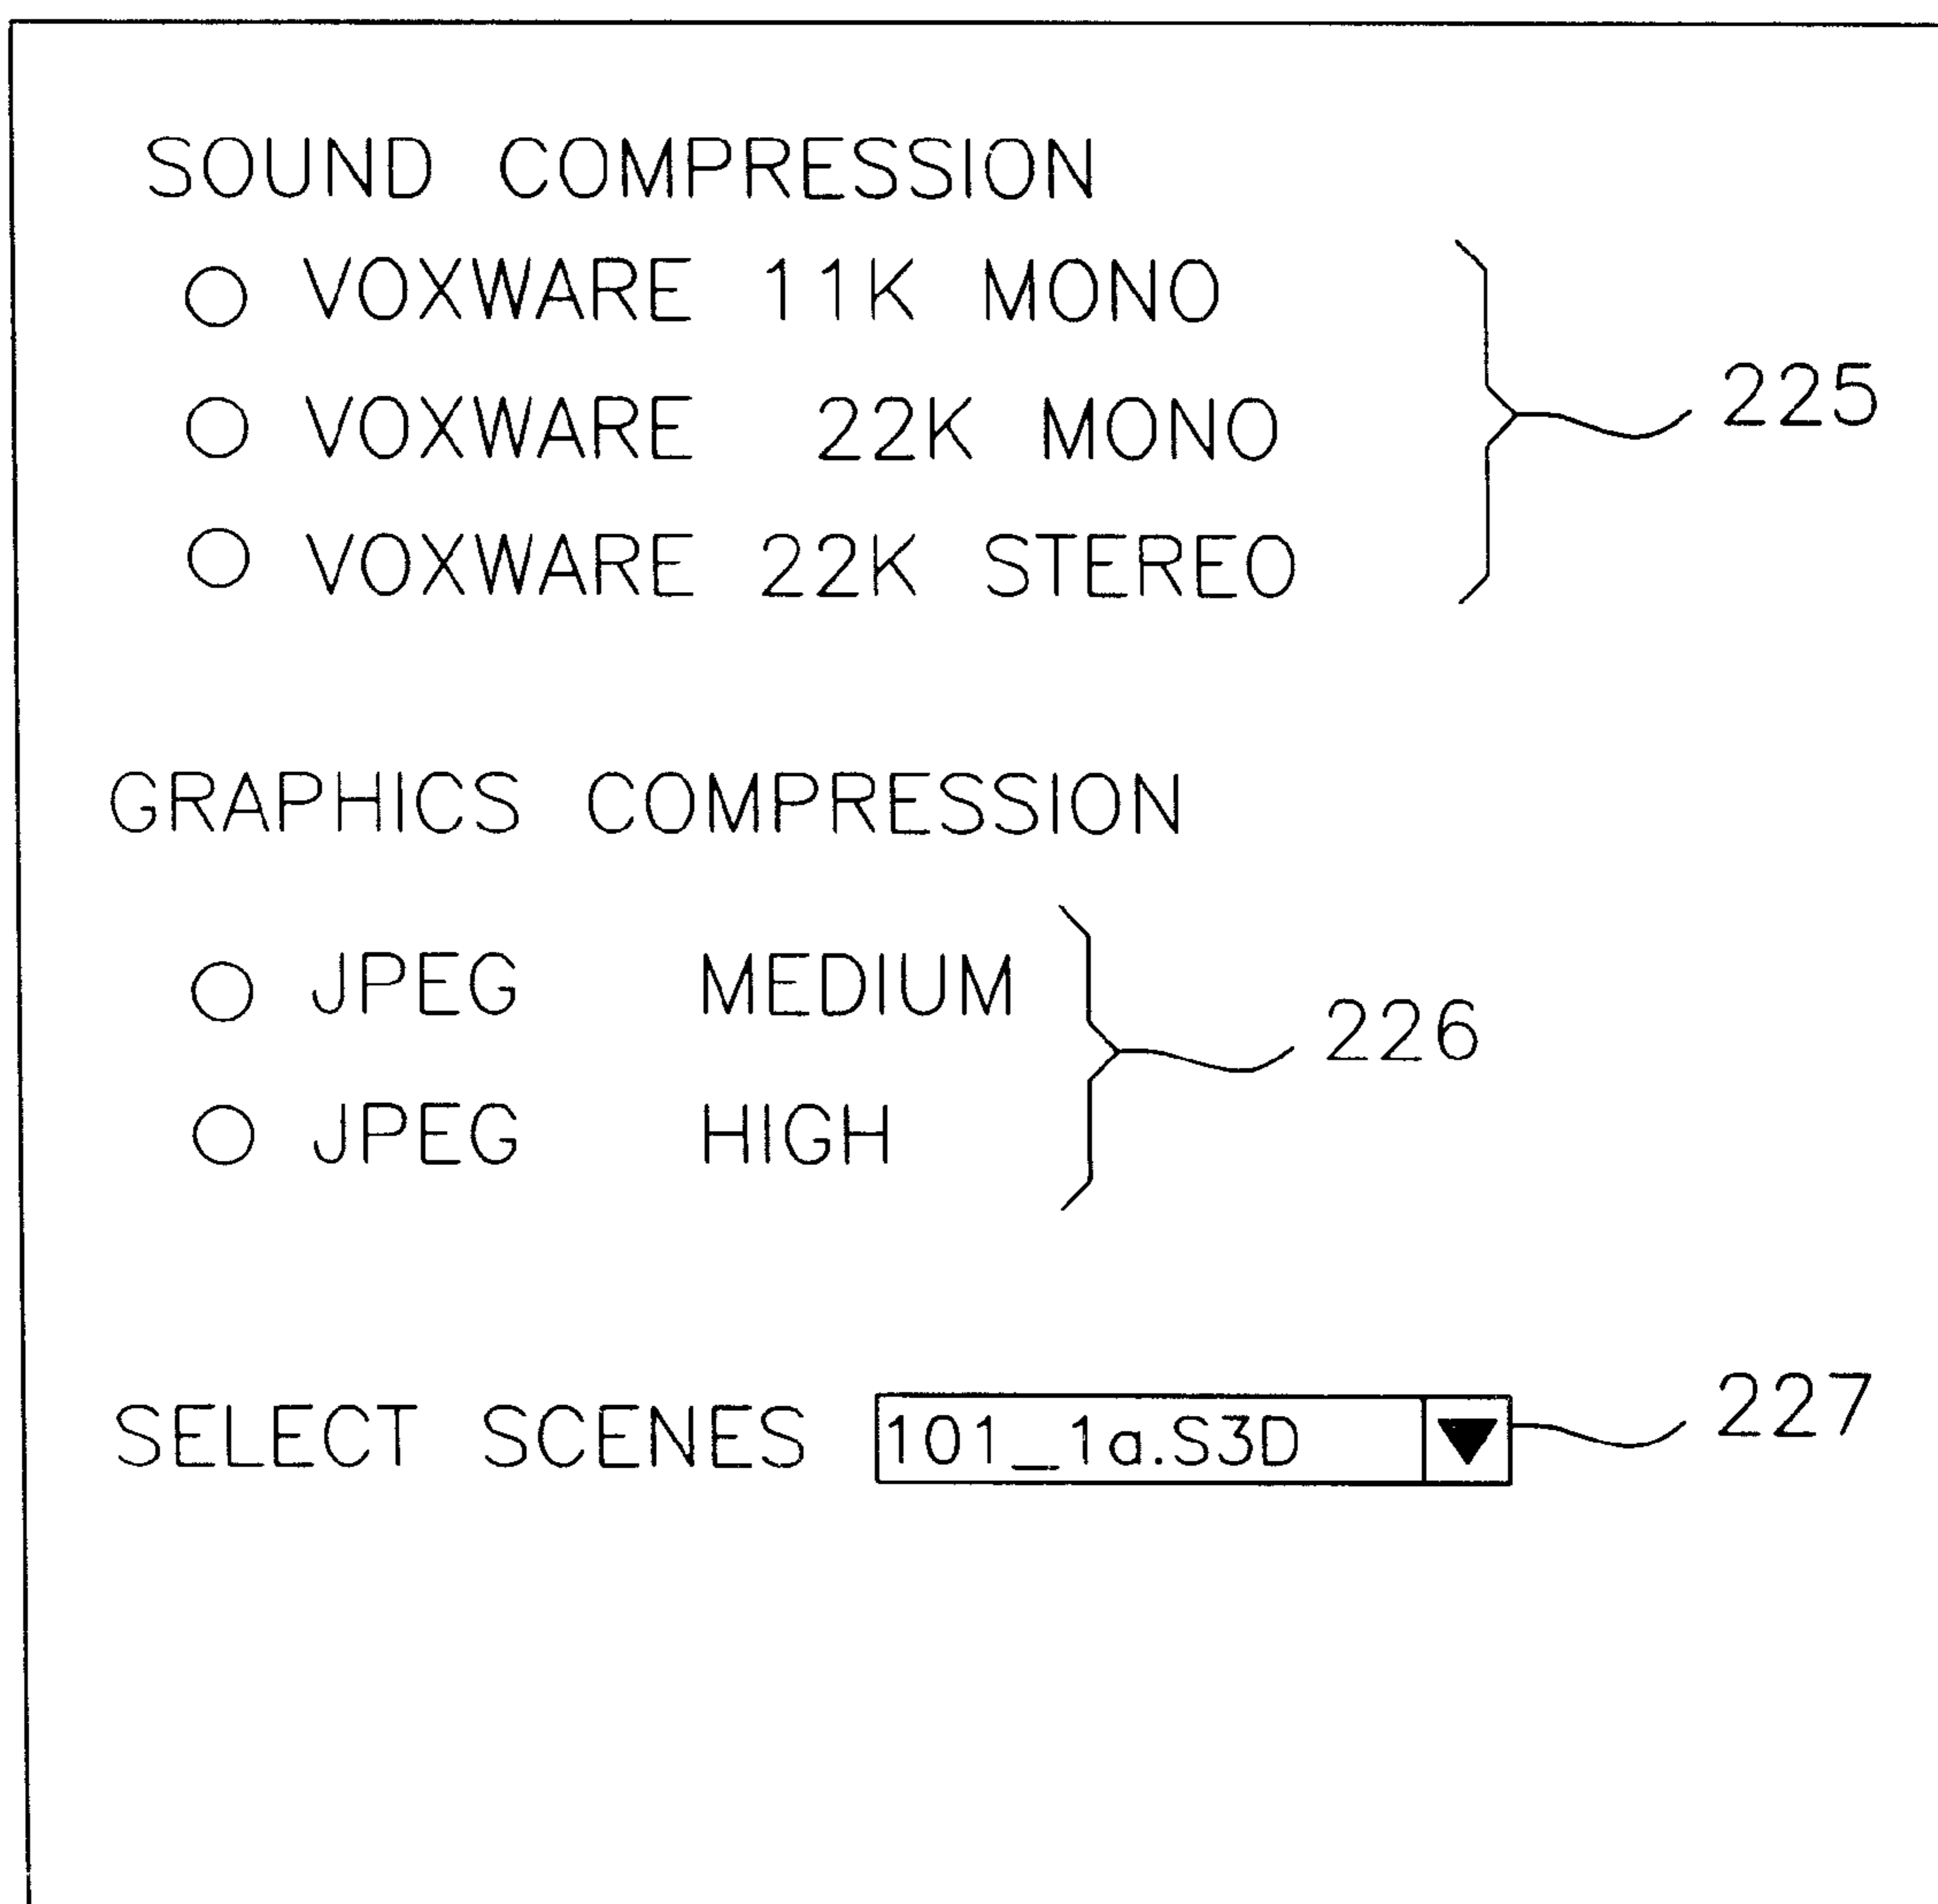 SOUND COMPRESSION
VOXWARE 11K MONO
VOXWARE 22K MONO
225
VOXWARE 22K STEREO
GRAPHICS COMPRESSION
JPEG MEDIUM
226
JPEG HIGH
SELECT SCENES 101_1a.S3D 227